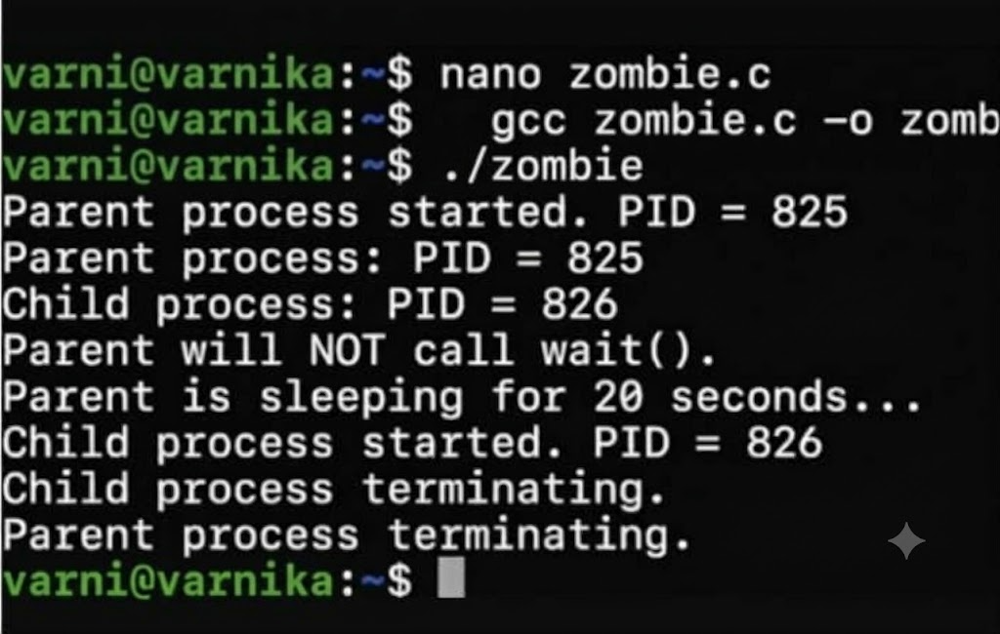 varni@varnika:~$ nano zombie.c
varni@varnika:~$   gcc zombie.c -o zomb
varni@varnika:~$ ./zombie
Parent process started. PID = 825
Parent process: PID = 825
Child process: PID = 826
Parent will NOT call wait().
Parent is sleeping for 20 seconds...
Child process started. PID = 826
Child process terminating.
Parent process terminating.
varni@varnika:~$